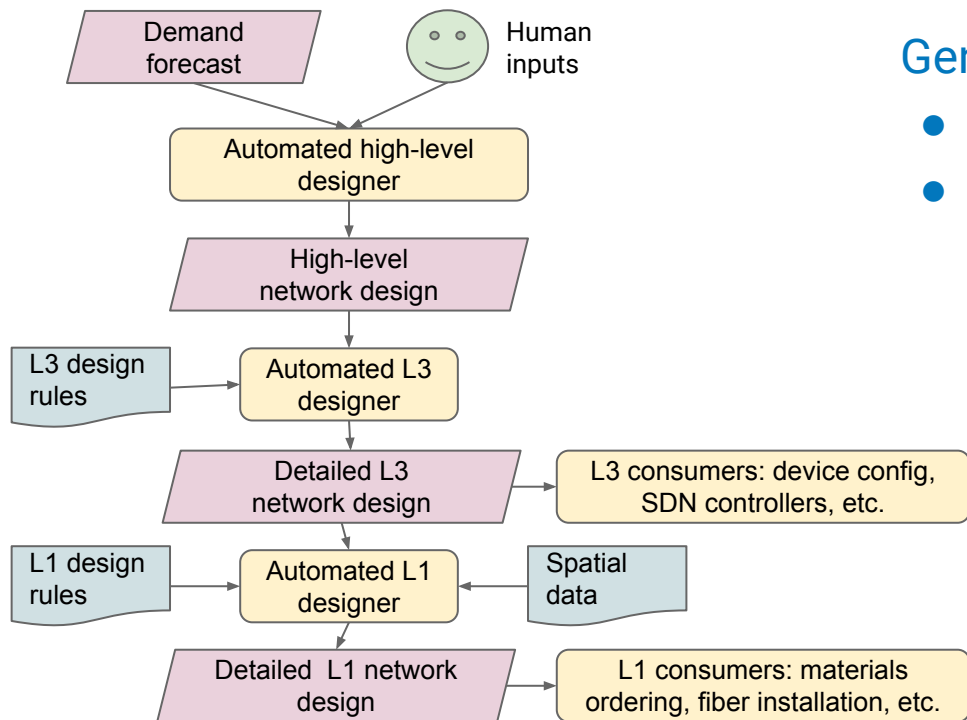 Demand
forecast
Human
inputs
Automated high-level
designer
High-level
network design
L3 design
rules
Automated L3
designer
Detailed L3
network design
L3 consumers: device config,
SDN controllers, etc.
L1 design
rules
Automated L1
designer
Spatial
data
Detailed L1 network
design
L1 consumers: materials
ordering, fiber installation, etc.